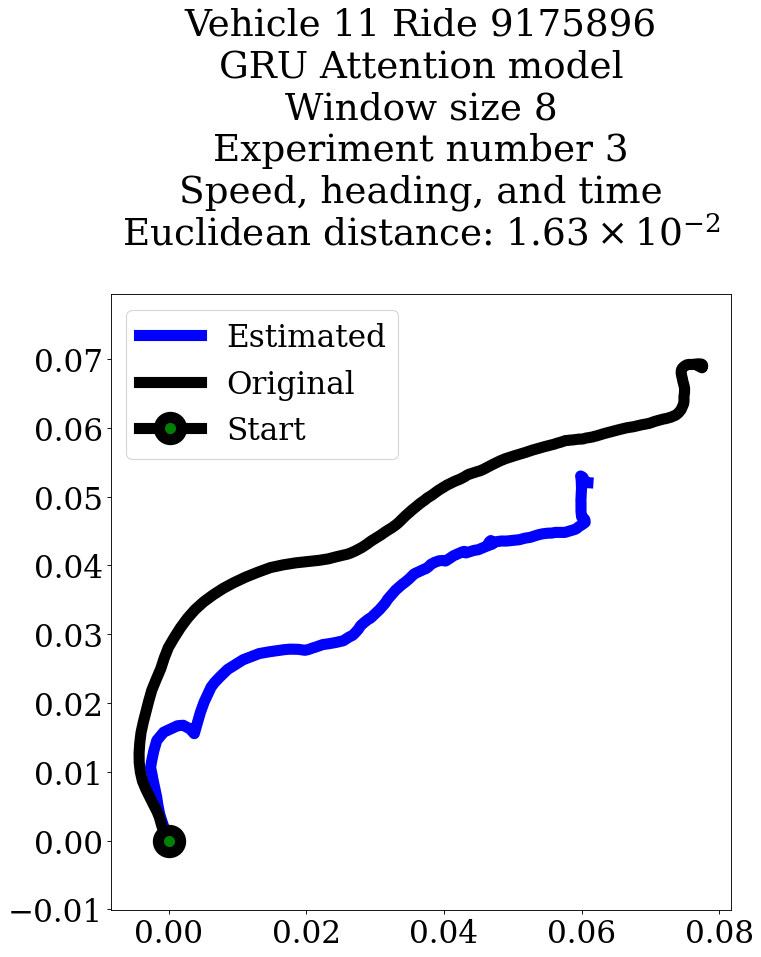 Vehicle 11 Ride 9175896
GRU Attention model
Window size 8
Experiment number 3
Speed, heading, and time
Euclidean distance: 1.63 × 10⁻²
Estimated
Original
Start
0.07
0.06
0.05
0.04
0.03
0.02
0.01
0.00
−0.01
0.00 0.02 0.04 0.06 0.08